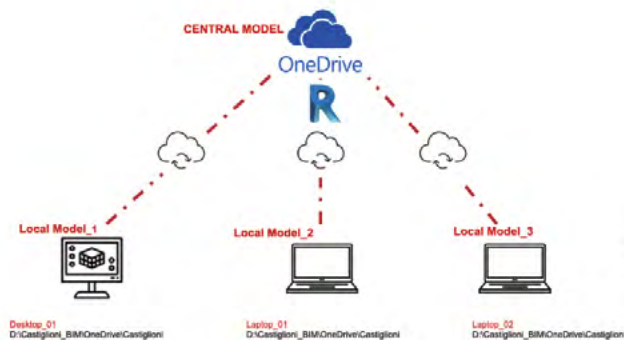 CENTRAL MODEL
OneDrive
R
Local Model_1
Local Model_2
Local Model_3
Desktop_01
D:\Castiglioni_BIM\OneDrive\Castiglioni
Laptop_01
D:\Castiglioni_BIM\OneDrive\Castiglioni
Laptop_02
D:\Castiglioni_BIM\OneDrive\Castiglioni